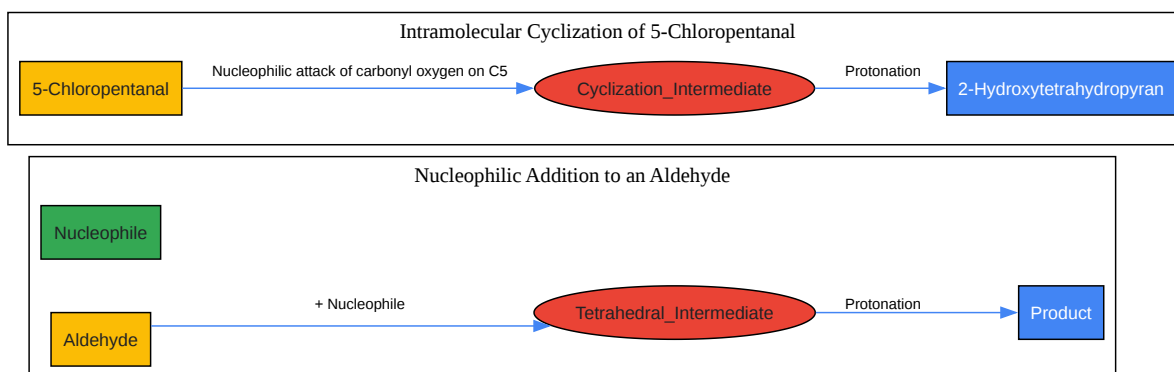 Intramolecular Cyclization of 5-Chloropentanal
5-Chloropentanal
Nucleophilic attack of carbonyl oxygen on C5
Cyclization_Intermediate
Protonation
2-Hydroxytetrahydropyran
Nucleophilic Addition to an Aldehyde
Nucleophile
Aldehyde
+ Nucleophile
Tetrahedral_Intermediate
Protonation
Product